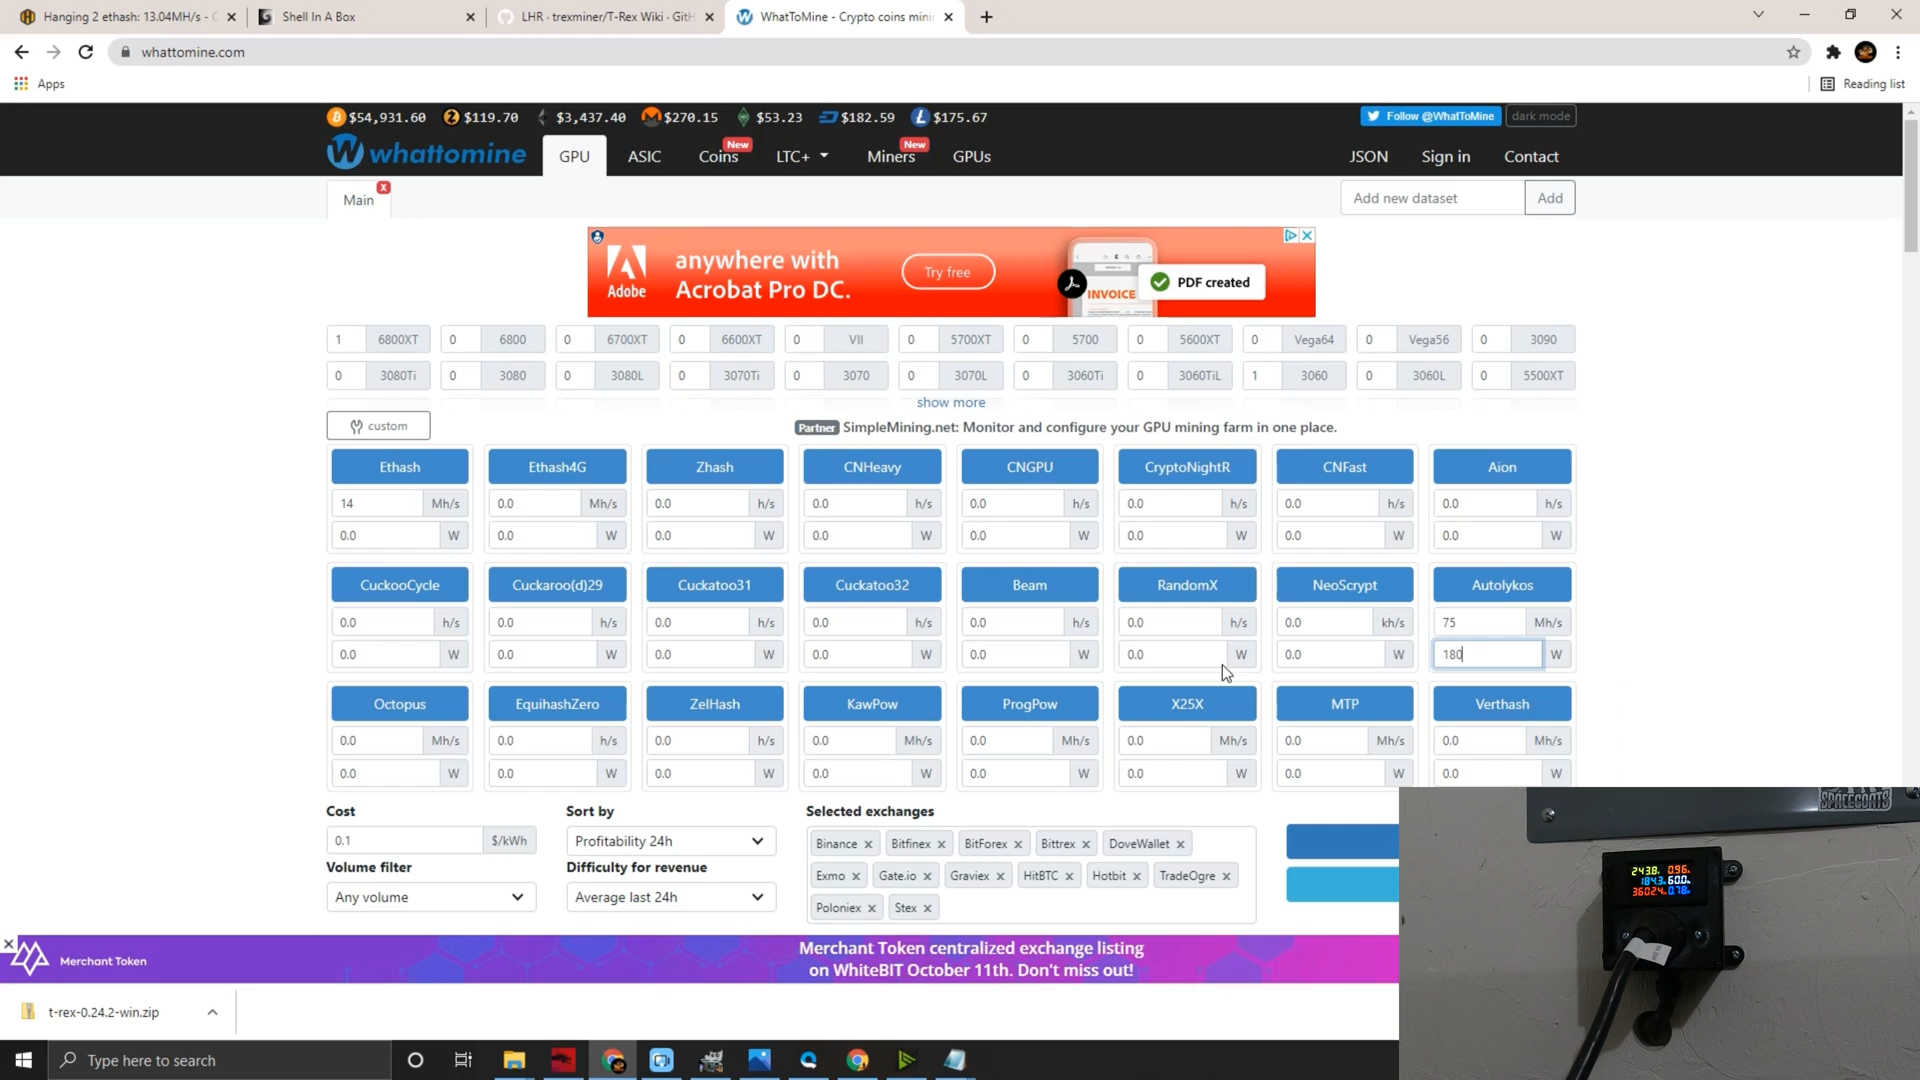 Hanging 2 ethash: 13.04MH/s -
Shell In A Box
LHR · trexminer/T-Rex Wiki · GitH
WhatToMine - Crypto coins mini
whattomine.com
Apps
Reading list
$54,931.60 $119.70 $3,437.40 $270.15 $53.23 $182.59 $175.67
Follow @WhatToMine
dark mode
whattomine
GPU
ASIC
Coins
New
LTC+
Miners
New
GPUs
JSON
Sign in
Contact
Main
Add new dataset
Add
Adobe
anywhere with
Acrobat Pro DC.
Try free
INVOICE
PDF created
1 6800XT 0 6800 0 6700XT 0 6600XT 0 VII 0 5700XT 0 5700 0 5600XT 0 Vega64 0 Vega56 0 3090
0 3080Ti 0 3080 0 3080L 0 3070Ti 0 3070 0 3070L 0 3060Ti 0 3060TiL 1 3060 0 3060L 0 5500XT
show more
custom
Partner SimpleMining.net: Monitor and configure your GPU mining farm in one place.
Ethash Ethash4G Zhash CNHeavy CNGPU CryptoNightR CNFast Aion
14 Mh/s 0.0 Mh/s 0.0 h/s 0.0 h/s 0.0 h/s 0.0 h/s 0.0 h/s 0.0 h/s
0.0 W 0.0 W 0.0 W 0.0 W 0.0 W 0.0 W 0.0 W 0.0 W
CuckooCycle Cuckaroo(d)29 Cuckatoo31 Cuckatoo32 Beam RandomX NeoScrypt Autolykos
0.0 h/s 0.0 h/s 0.0 h/s 0.0 h/s 0.0 h/s 0.0 h/s 0.0 kh/s 75 Mh/s
0.0 W 0.0 W 0.0 W 0.0 W 0.0 W 0.0 W 0.0 W 180 W
Octopus EquihashZero ZelHash KawPow ProgPow X25X MTP Verthash
0.0 Mh/s 0.0 h/s 0.0 h/s 0.0 Mh/s 0.0 Mh/s 0.0 Mh/s 0.0 Mh/s 0.0 Mh/s
0.0 W 0.0 W 0.0 W 0.0 W 0.0 W 0.0 W 0.0 W 0.0 W
Cost
0.1 $/kWh
Sort by
Profitability 24h
Selected exchanges
Binance × Bitfinex × BitForex × Bittrex × DoveWallet ×
Exmo × Gate.io × Graviex × HitBTC × Hotbit × TradeOgre ×
Poloniex × Stex ×
Volume filter
Any volume
Difficulty for revenue
Average last 24h
SPACEGOATS
243.8 0.96
184.3 60.0
3602.4 0.78
Merchant Token
Merchant Token centralized exchange listing
on WhiteBIT October 11th. Don't miss out!
t-rex-0.24.2-win.zip
Type here to search